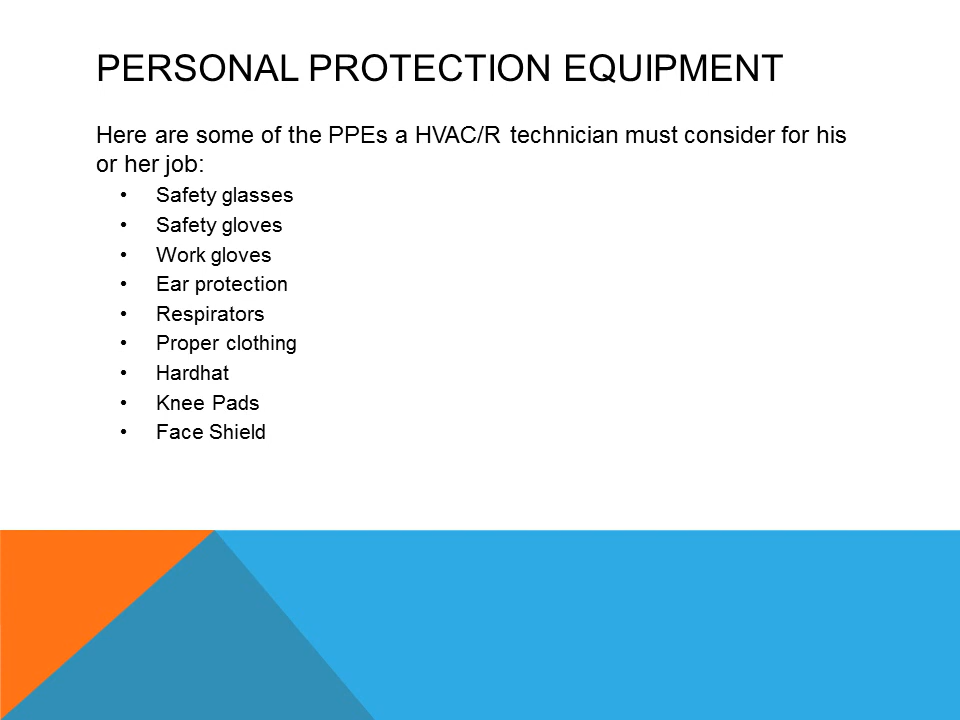 PERSONAL PROTECTION EQUIPMENT
Here are some of the PPEs a HVAC/R technician must consider for his
or her job:
• Safety glasses
• Safety gloves
• Work gloves
• Ear protection
• Respirators
• Proper clothing
• Hardhat
• Knee Pads
• Face Shield